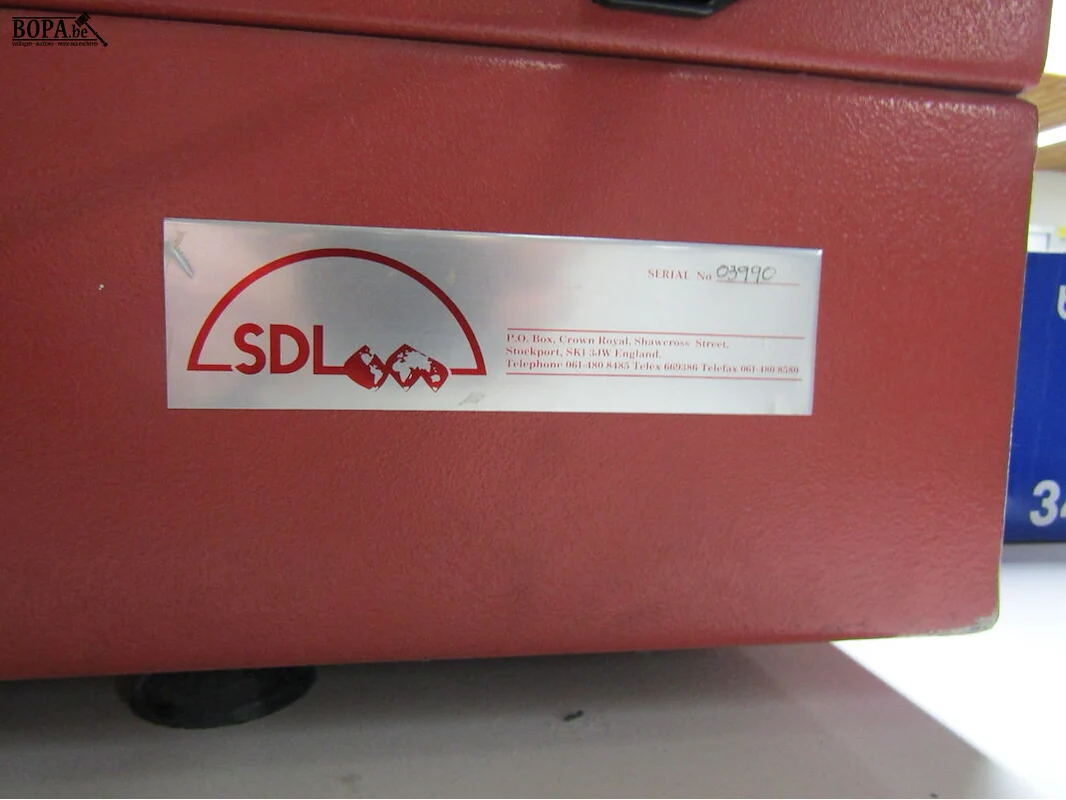 BOPA.be
SERIAL No 03990
SDL
P.O. Box, Crown Royal, Shawcross Street,
Stockport, SK1 3JW England.
Telephone 061-480 8485 Telex 669386 Telefax 061-480 8580
34